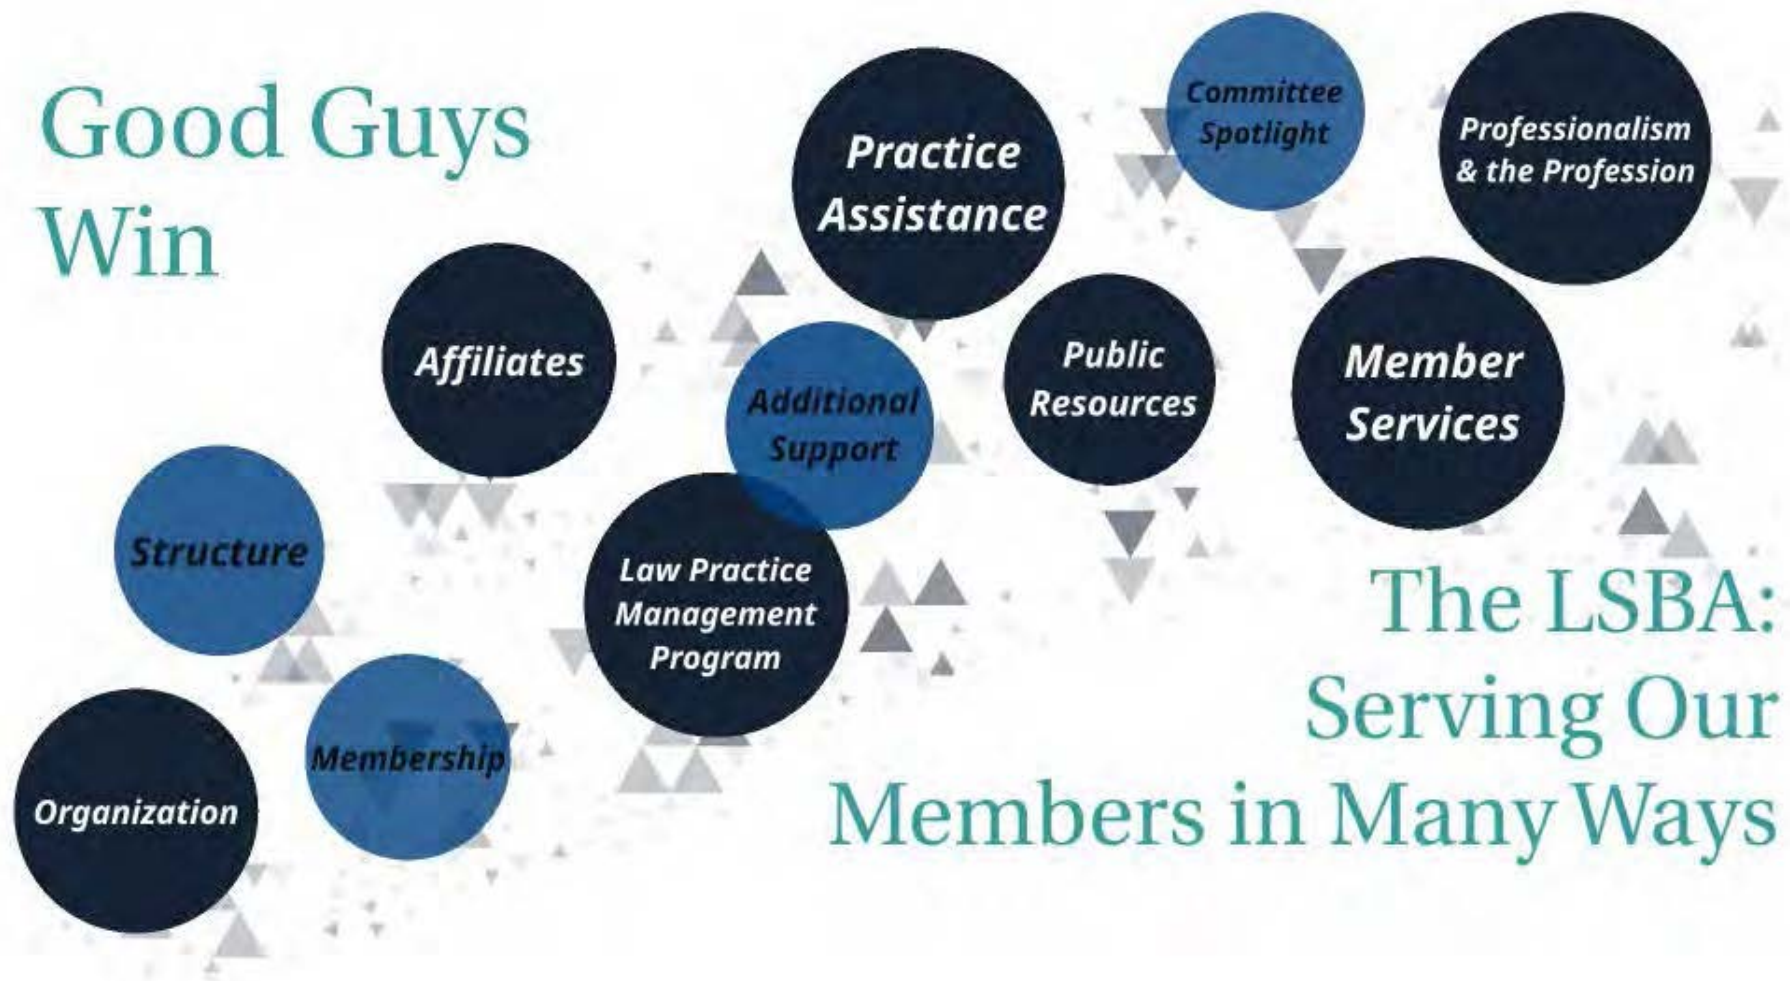 Good Guys
Win
Practice
Assistance
Committee
Spotlight
Professionalism
& the Profession
Affiliates
Additional
Support
Public
Resources
Member
Services
Structure
Law Practice
Management
Program
Membership
Organization
The LSBA:
Serving Our
Members in Many Ways